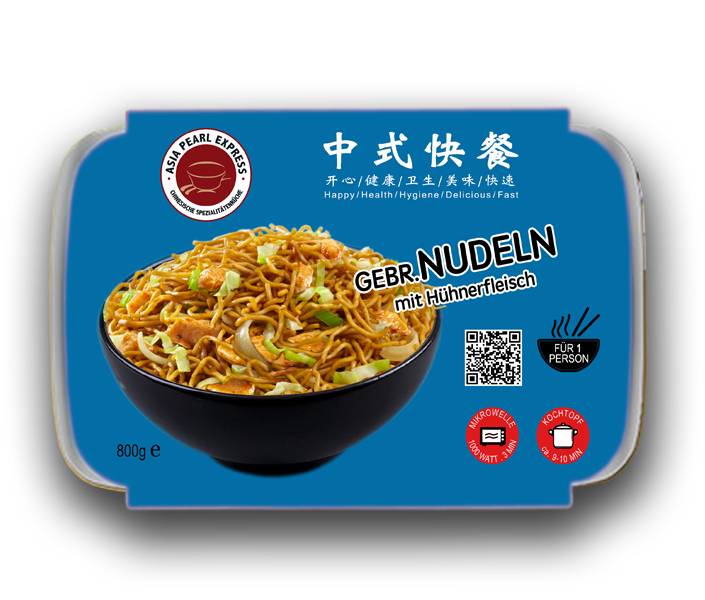 ASIA PEARL EXPRESS
CHINESISCHE SPEZIALITÄTENKÜCHE
中式快餐
开心/健康/卫生/美味/快速
Happy/Health/Hygiene/Delicious/Fast
GEBR.NUDELN
mit Hühnerfleisch
FÜR 1
PERSON
MIKROWELLE
1000 WATT . 3 MIN
KOCHTOPF
ca. 9-10 MIN
800g ℮